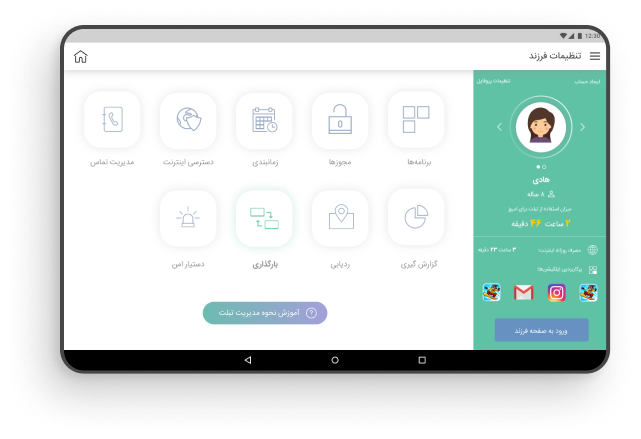 12:30
تنظیمات فرزند
ایجاد حساب
تنظیمات پروفایل
هادی
۸ ساله
میزان استفاده از تبلت برای امروز
۲ ساعت ۴۶ دقیقه
مصرف روزانه اینترنت:
۳ ساعت ۲۳ دقیقه
پرکاربردترین اپلیکیشن‌ها:
ورود به صفحه فرزند
برنامه‌ها
مجوزها
زمانبندی
دسترسی اینترنت
مدیریت تماس
گزارش گیری
ردیابی
بارگذاری
دستیار امن
آموزش نحوه مدیریت تبلت